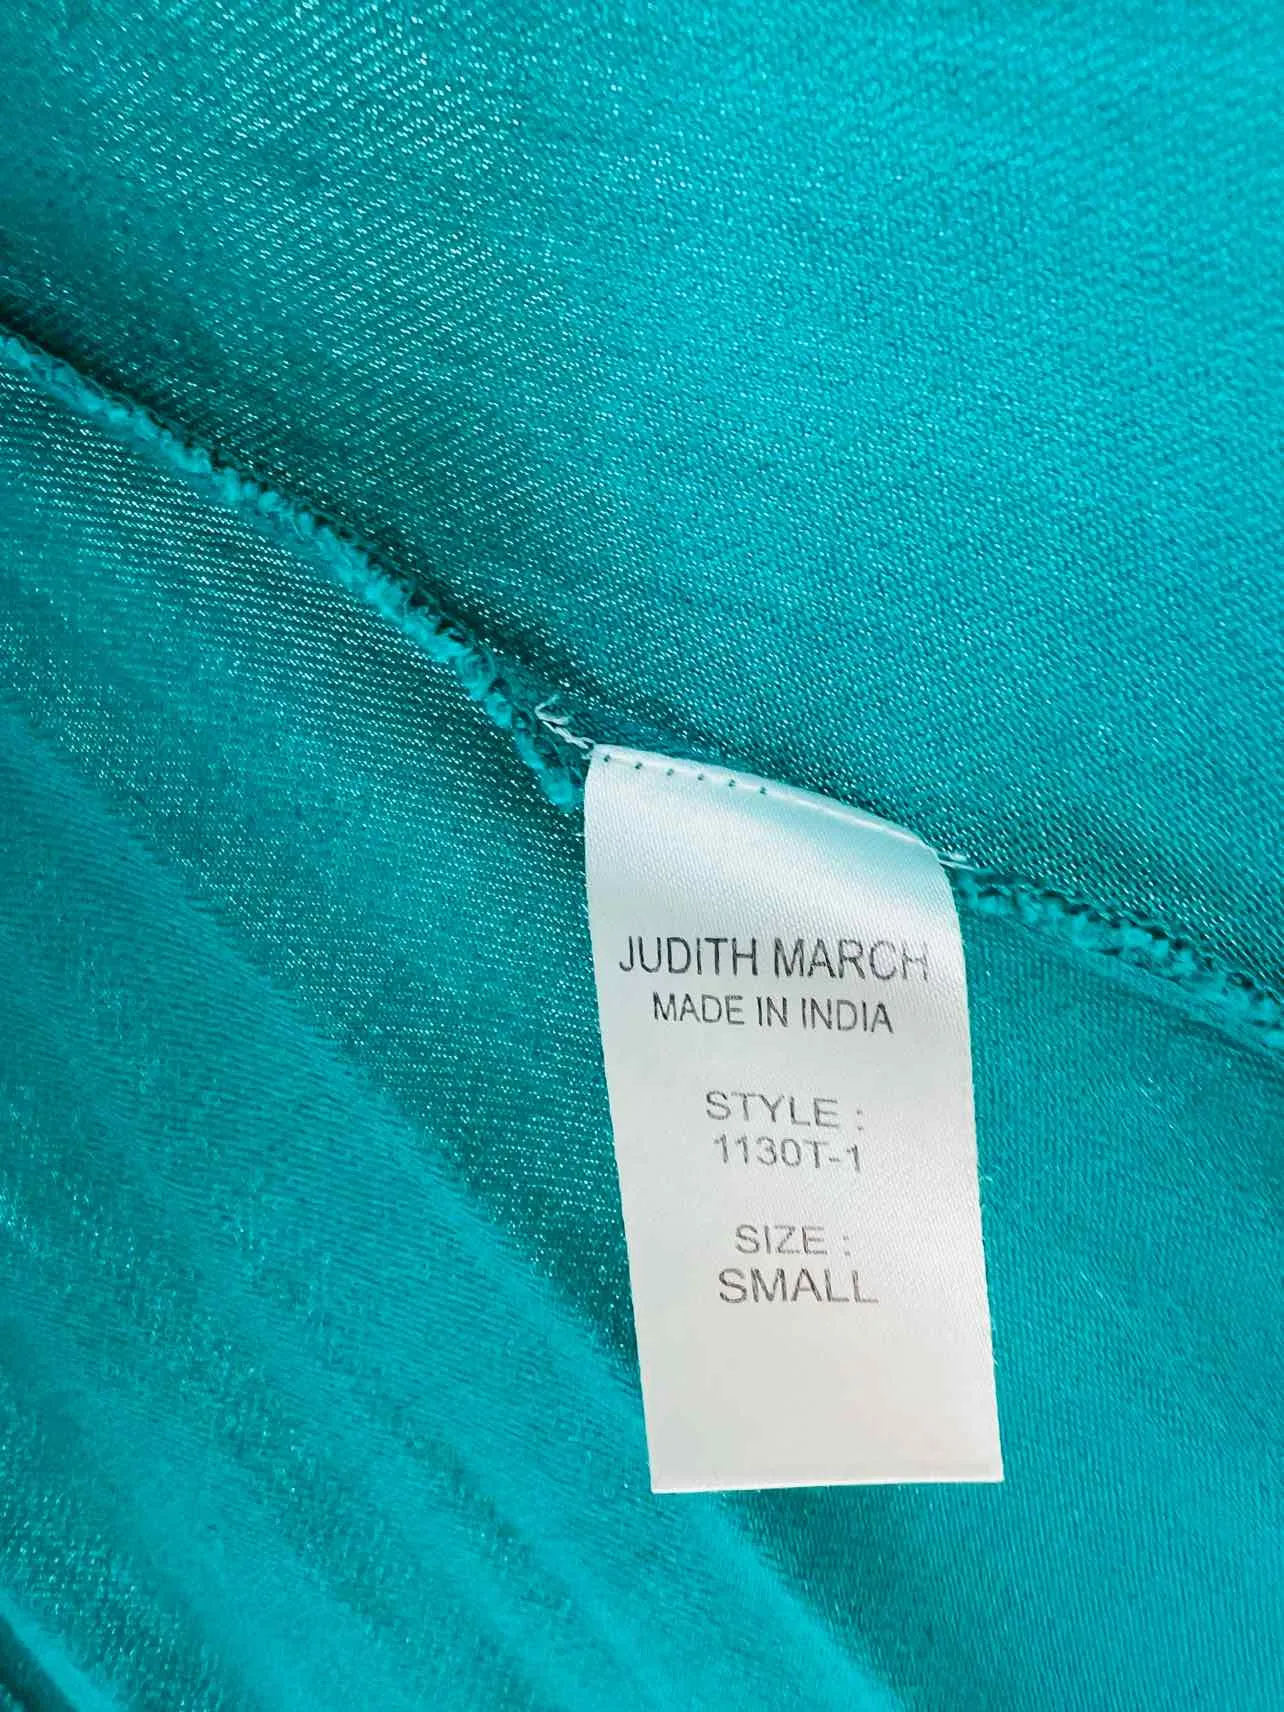 JUDITH MARCH
MADE IN INDIA
STYLE :
1130T-1
SIZE :
SMALL